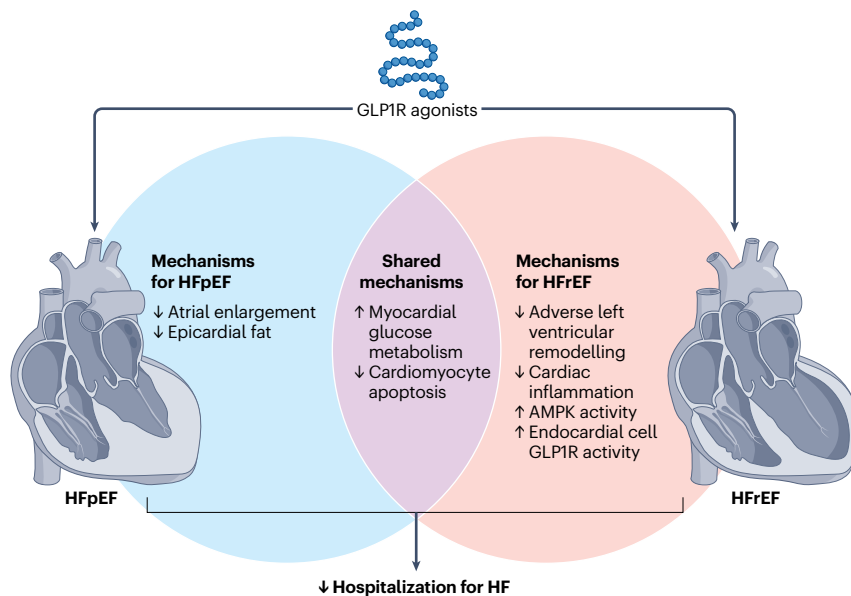 GLP1R agonists
Mechanisms
for HFpEF
↓ Atrial enlargement
↓ Epicardial fat
Shared
mechanisms
↑ Myocardial
glucose
metabolism
↓ Cardiomyocyte
apoptosis
Mechanisms
for HFrEF
↓ Adverse left
ventricular
remodelling
↓ Cardiac
inflammation
↑ AMPK activity
↑ Endocardial cell
GLP1R activity
HFpEF
HFrEF
↓ Hospitalization for HF